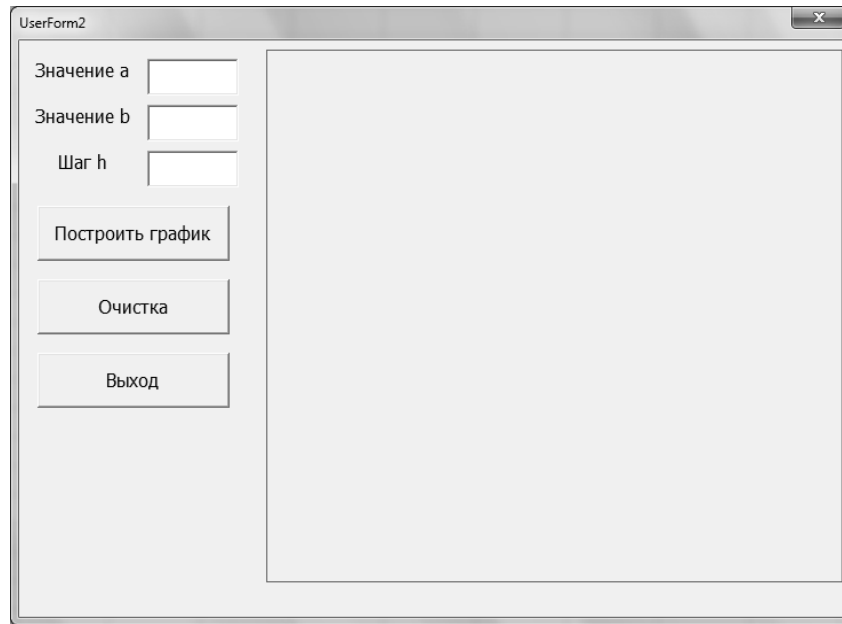 UserForm2
x
Значение a
Значение b
Шаг h
Построить график
Очистка
Выход